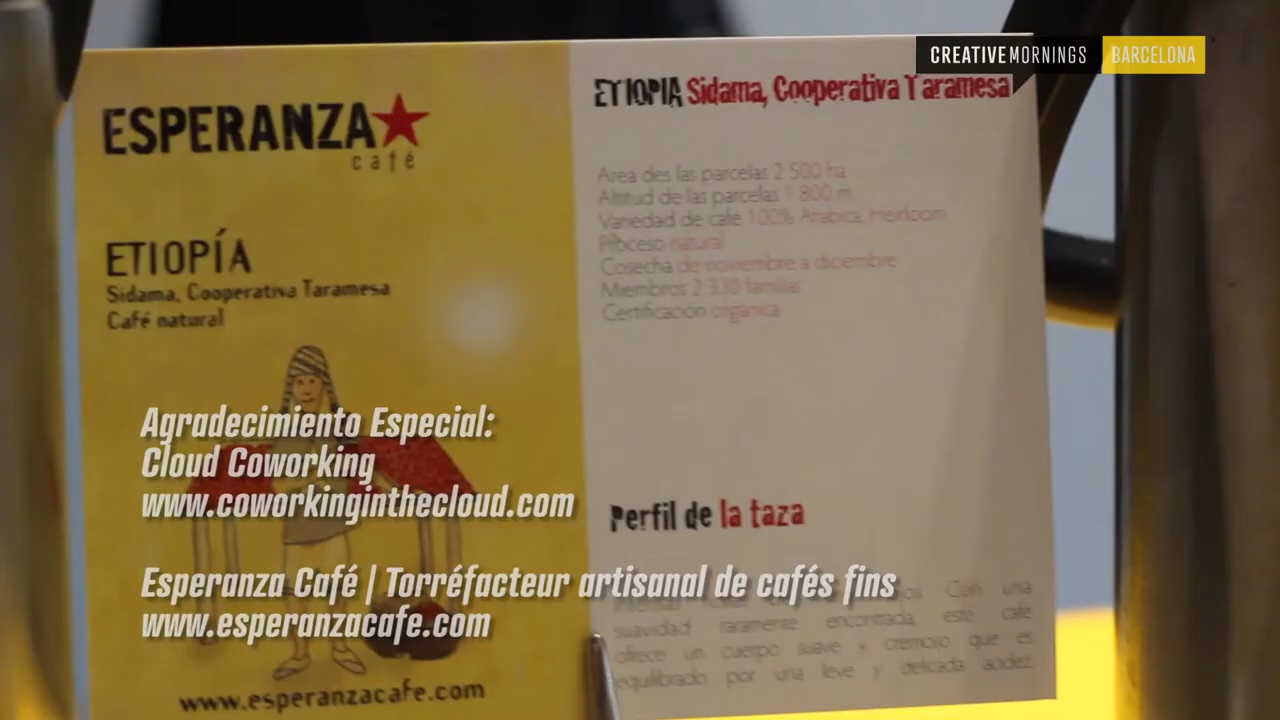 CREATIVEMORNINGS BARCELONA
ESPERANZA
café
ETIOPÍA
Sidama, Cooperativa Taramesa
Café natural
www.esperanzacafe.com
ETIOPIA Sidama, Cooperativa Taramesa
Area des las parcelas 2 500 ha
Altitud de las parcelas 1 800 m
Variedad de cafe 100% Arabica, Heirloom
Proceso natural
Cosecha de noviembre a diciembre
Miembros 2 330 familias
Certificación orgánica
Perfil de la taza
Con una
suavidad raramente encontrada, este café
ofrece un cuerpo suave y cremoso que es
equilibrado por una leve y delicada acidez
Agradecimiento Especial:
Cloud Coworking
www.coworkinginthecloud.com
Esperanza Café | Torréfacteur artisanal de cafés fins
www.esperanzacafe.com